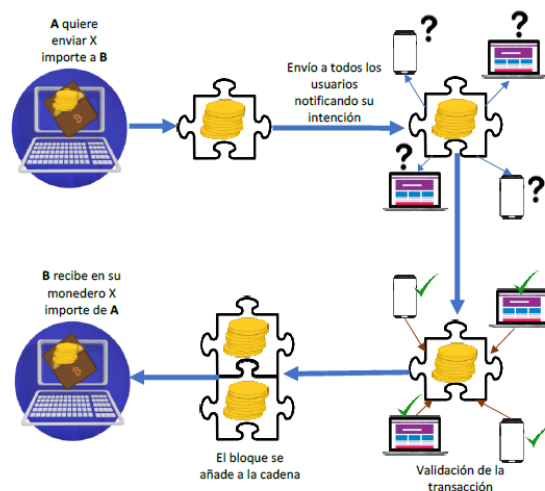 A quiere
enviar X
importe a B
Envío a todos los
usuarios
notificando su
intención
?
?
?
?
B recibe en su
monedero X
importe de A
El bloque se
añade a la cadena
Validación de la
transacción